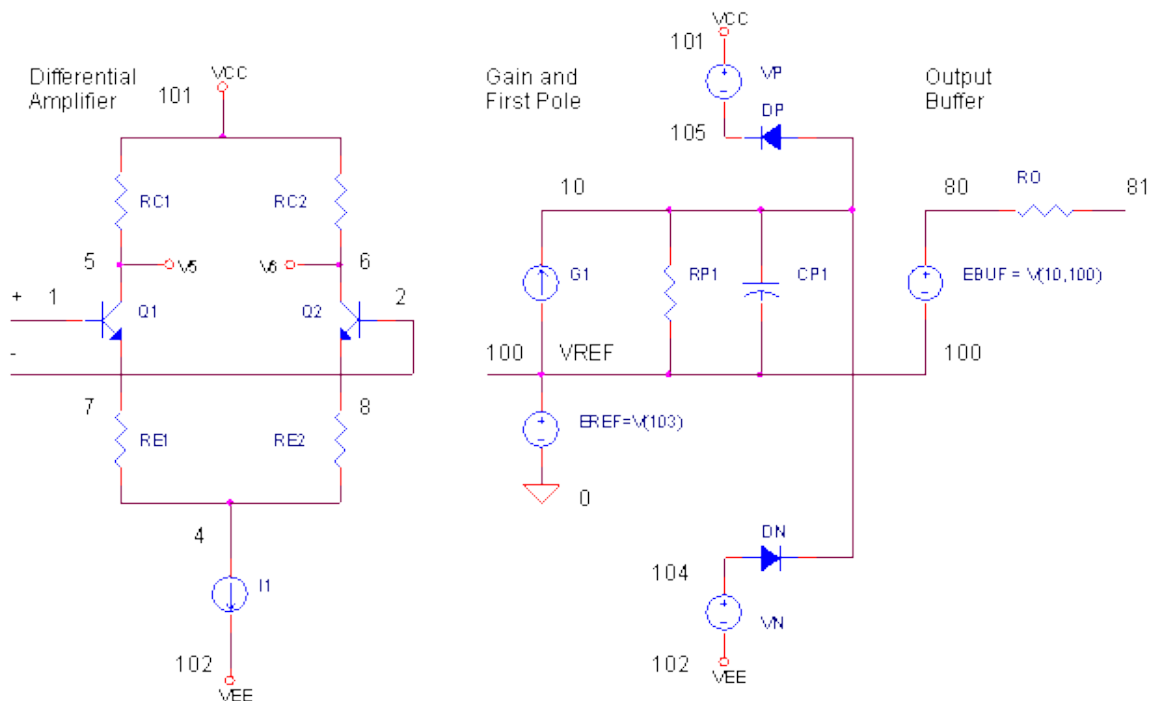 Differential
Amplifier
101
VCC
RC1
RC2
5
V5
V6
6
+
1
Q1
Q2
2
-
7
8
RE1
RE2
4
I1
102
VEE
Gain and
First Pole
VCC
101
VP
DP
105
10
G1
RP1
CP1
100
VREF
EREF=V(103)
0
DN
104
VN
102
VEE
Output
Buffer
80
RO
81
EBUF = V(10,100)
100